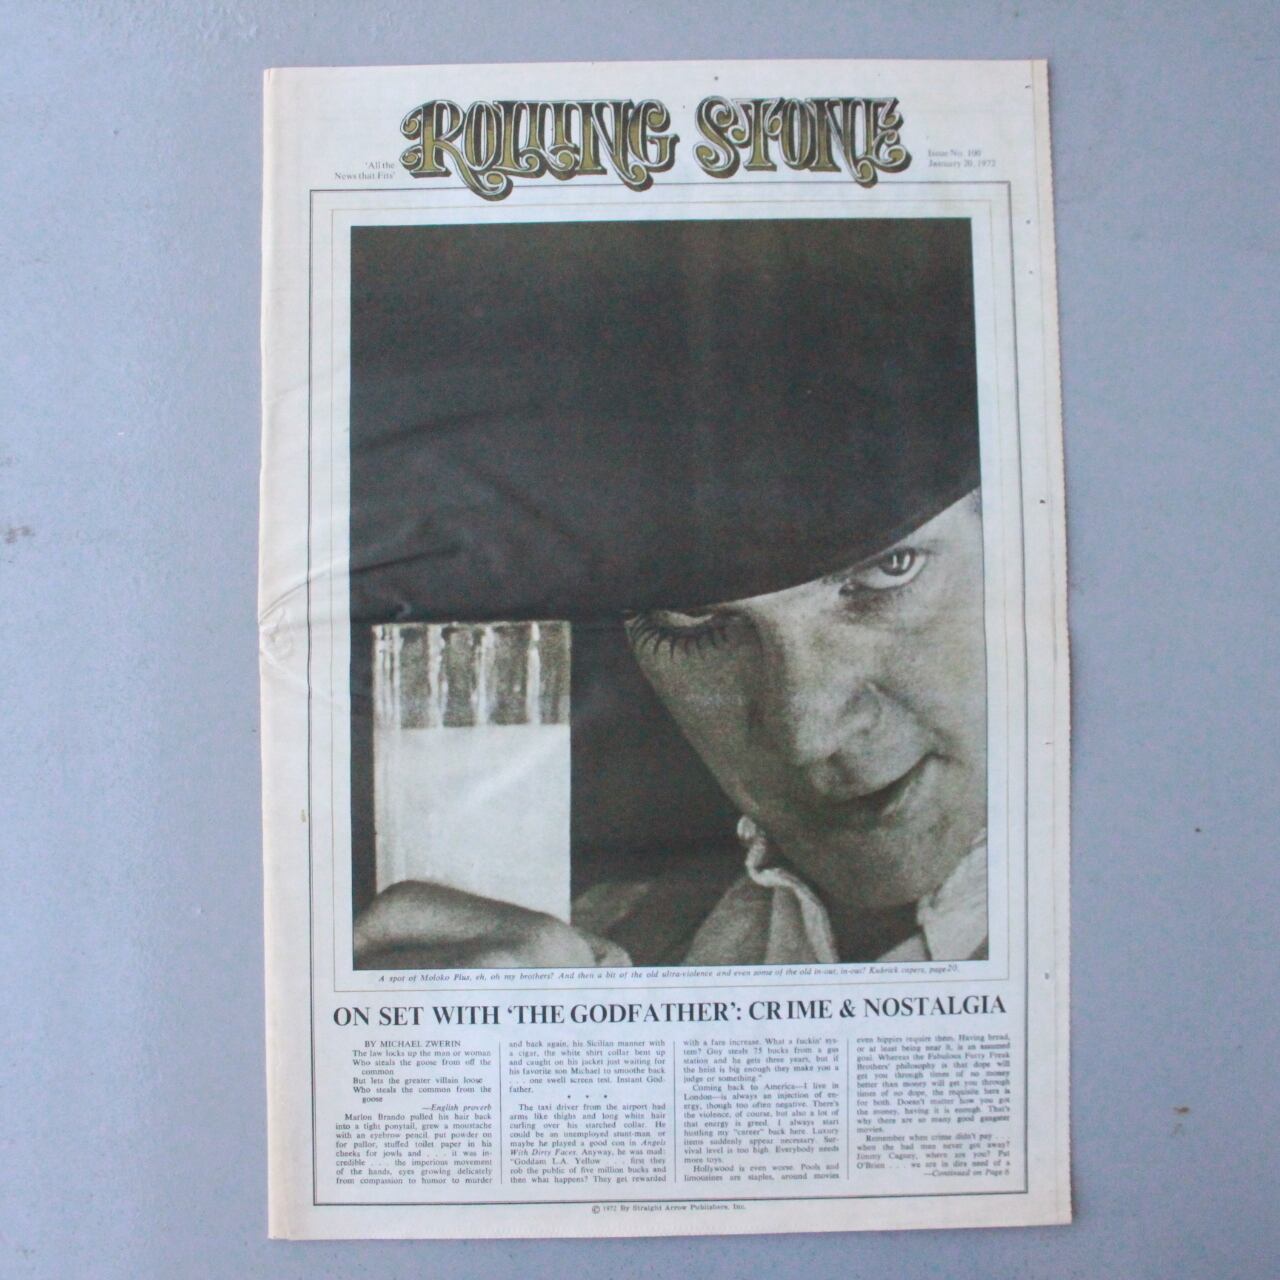 ROLLING STONE
'All the
News that Fits'
Issue No. 100
January 20, 1972
A spot of Moloko Plus, eh, oh my brothers? And then a bit of the old ultra-violence and even some of the old in-out, in-out? Kubrick capers, page 20.
ON SET WITH 'THE GODFATHER': CRIME & NOSTALGIA
BY MICHAEL ZWERIN
The law locks up the man or woman
Who steals the goose from off the
common
But lets the greater villain loose
Who steals the common from the
goose
—English proverb
Marlon Brando pulled his hair back
into a tight ponytail, grew a moustache
with an eyebrow pencil, put powder on
for pallor, stuffed toilet paper in his
cheeks for jowls and . . . it was in-
credible . . . the imperious movement
of the hands, eyes growing delicately
from compassion to humor to murder
and back again, his Sicilian manner with
a cigar, the white shirt collar bent up
and caught on his jacket just waiting for
his favorite son Michael to smoothe back
. . . one swell screen test. Instant God-
father.
* * *
The taxi driver from the airport had
arms like thighs and long white hair
curling over his starched collar. He
could be an unemployed stunt-man or
maybe he played a good con in Angels
With Dirty Faces. Anyway, he was mad:
"Goddam L.A. Yellow . . . first they
rob the public of five million bucks and
then what happens? They get rewarded
with a fare increase. What a fuckin' sys-
tem? Guy steals 75 bucks from a gas
station and he gets three years, but if
the heist is big enough they make you a
judge or something."
Coming back to America—I live in
London—is always an injection of en-
ergy, though too often negative. There's
the violence, of course, but also a lot of
that energy is greed. I always start
hustling my "career" back here. Luxury
items suddenly appear necessary. Sur-
vival level is too high. Everybody needs
more toys.
Hollywood is even worse. Pools and
limousines are staples, around movies
even hippies require them. Having bread,
or at least being near it, is an assumed
goal. Whereas the Fabulous Furry Freak
Brothers' philosophy is that dope will
get you through times of no money
better than money will get you through
times of no dope, the requisite here is
for both. Doesn't matter how you got
the money, having it is enough. That's
why there are so many good gangster
movies.
Remember when crime didn't pay . . .
when the bad men never got away?
Jimmy Cagney, where are you? Pat
O'Brien . . . we are in dire need of a
—Continued on Page 6
© 1972 By Straight Arrow Publishers, Inc.